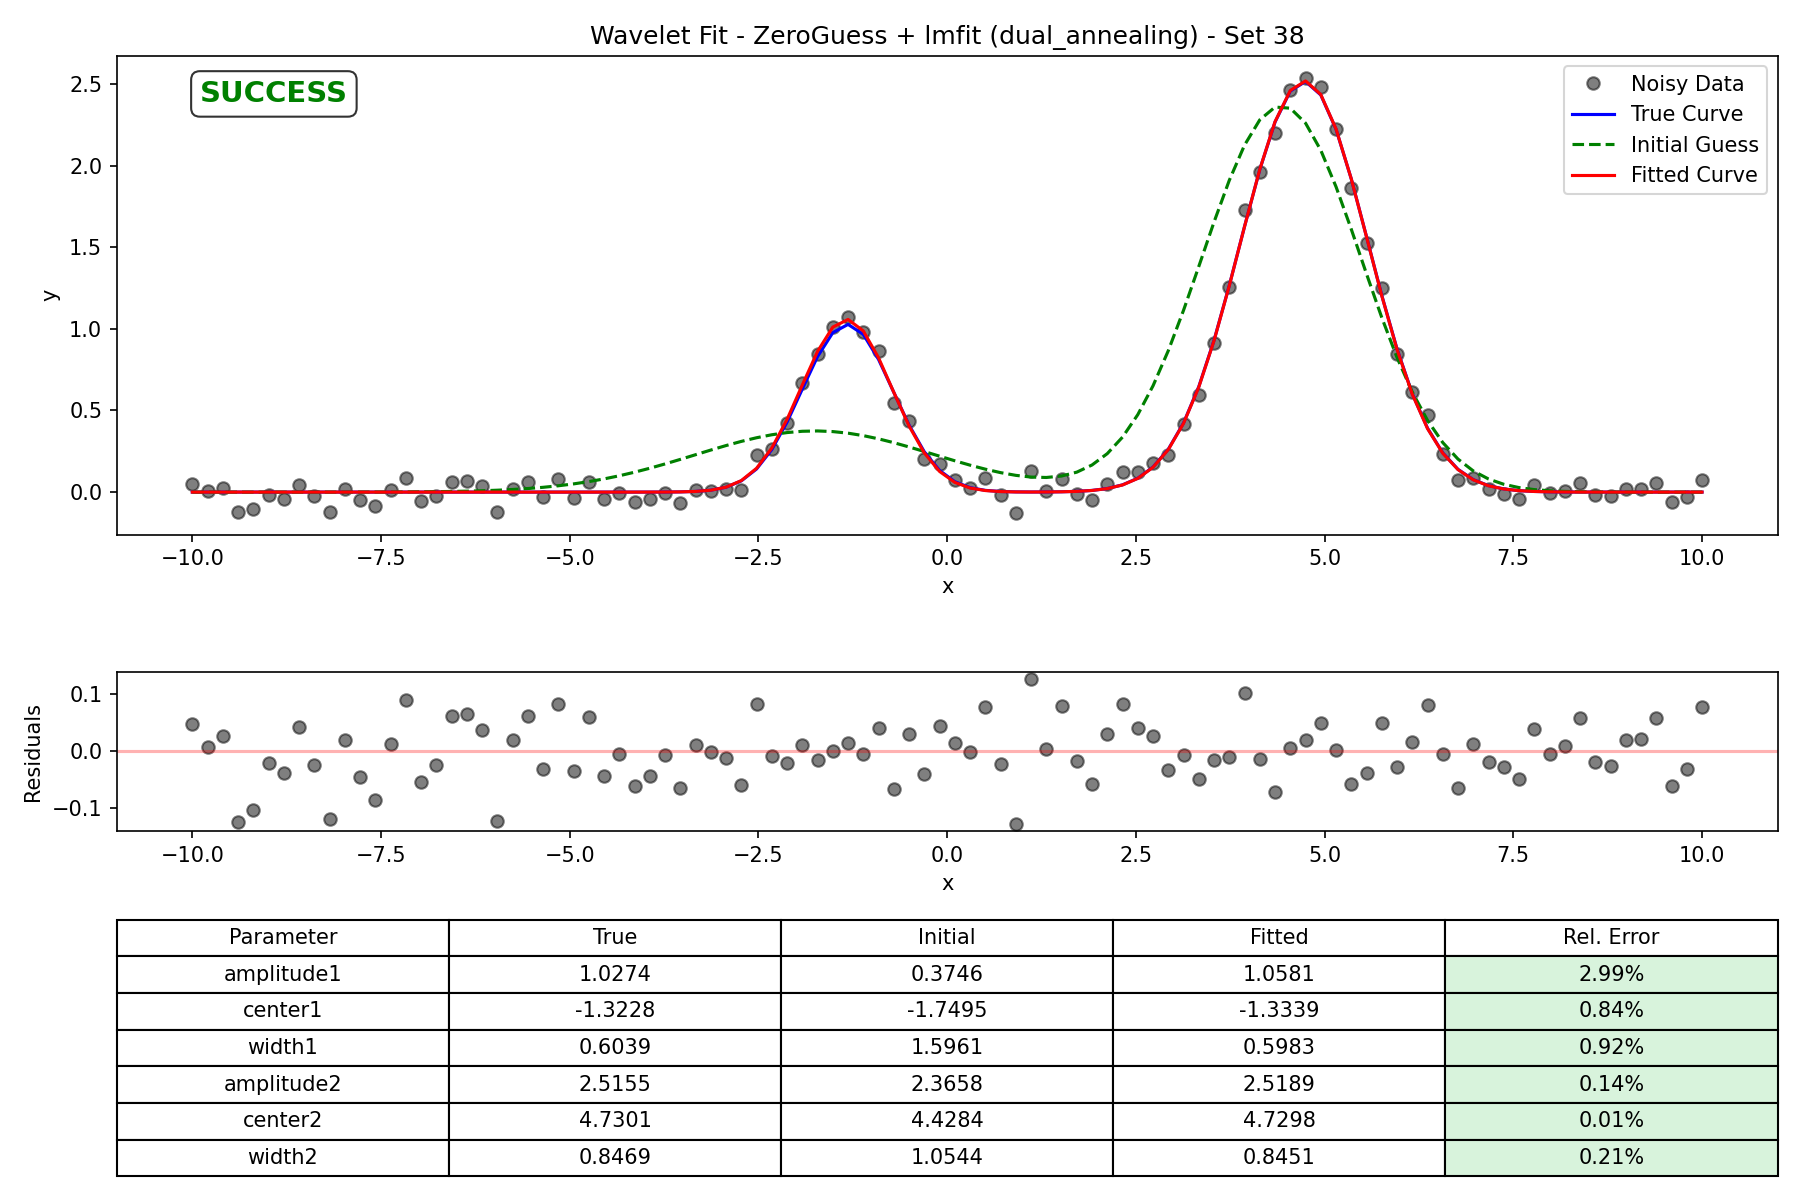 Wavelet Fit - ZeroGuess + lmfit (dual_annealing) - Set 38
SUCCESS
Noisy Data
True Curve
Initial Guess
Fitted Curve
y
2.5
2.0
1.5
1.0
0.5
0.0
−10.0 −7.5 −5.0 −2.5 0.0 2.5 5.0 7.5 10.0
x
Residuals
0.1
0.0
−0.1
−10.0 −7.5 −5.0 −2.5 0.0 2.5 5.0 7.5 10.0
x
Parameter True Initial Fitted Rel. Error
amplitude1 1.0274 0.3746 1.0581 2.99%
center1 -1.3228 -1.7495 -1.3339 0.84%
width1 0.6039 1.5961 0.5983 0.92%
amplitude2 2.5155 2.3658 2.5189 0.14%
center2 4.7301 4.4284 4.7298 0.01%
width2 0.8469 1.0544 0.8451 0.21%